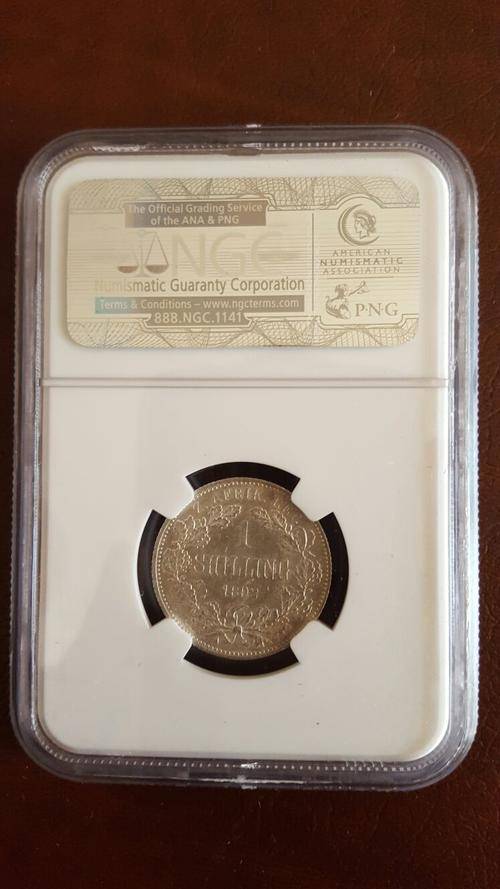 The Official Grading Service
of the ANA & PNG
NGC
Numismatic Guaranty Corporation
Terms & Conditions – www.ngcterms.com
888.NGC.1141
AMERICAN
NUMISMATIC
ASSOCIATION
P·N·G
AFRIK
1
SHILLING